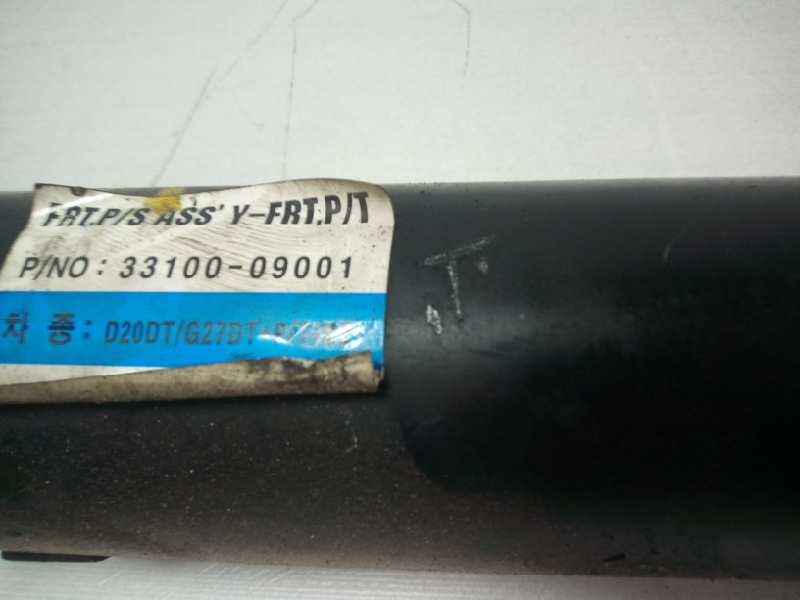 FRT.P/S ASS'Y-FRT.P/T
P/NO : 33100-09001
차 종 : D20DT/G27DT
T